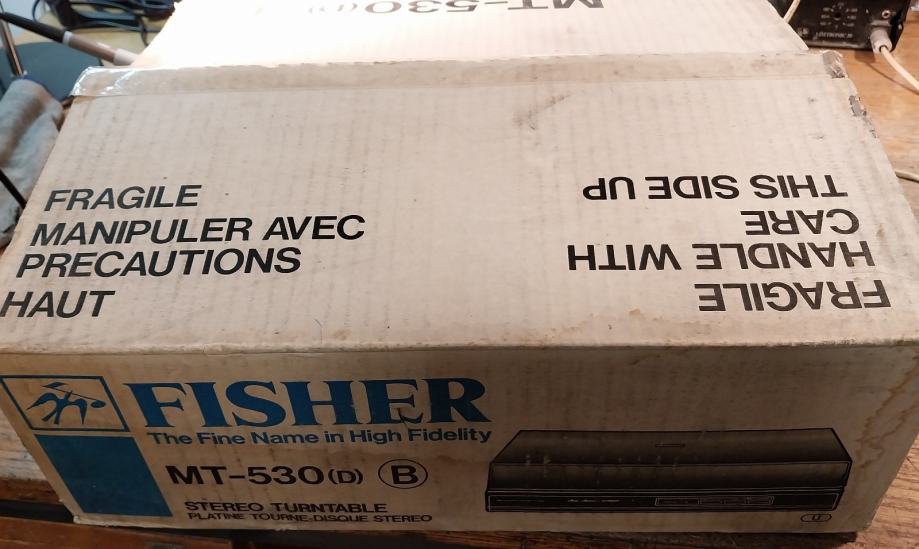 MT-530(D)
FRAGILE
MANIPULER AVEC
PRECAUTIONS
HAUT
FRAGILE
HANDLE WITH
CARE
THIS SIDE UP
FISHER
The Fine Name in High Fidelity
MT-530(D) B
STEREO TURNTABLE
PLATINE TOURNE-DISQUE STEREO